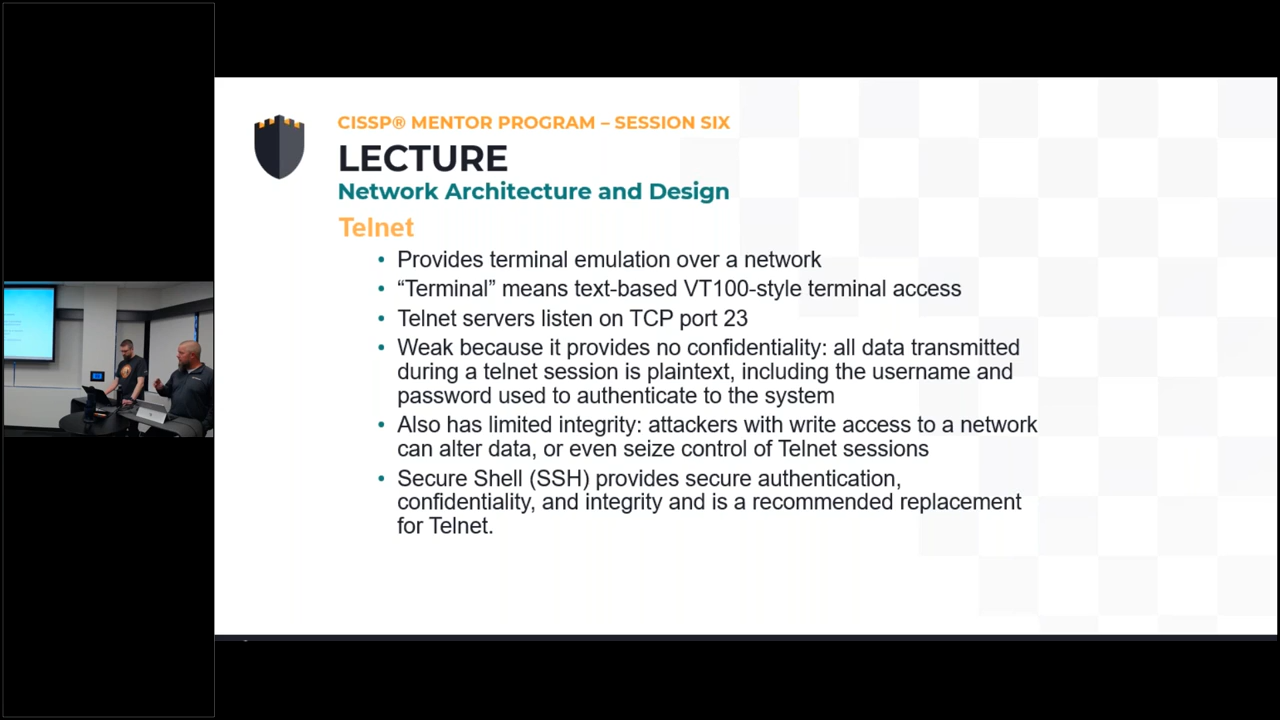 CISSP® MENTOR PROGRAM – SESSION SIX
LECTURE
Network Architecture and Design
Telnet
• Provides terminal emulation over a network
• “Terminal” means text-based VT100-style terminal access
• Telnet servers listen on TCP port 23
• Weak because it provides no confidentiality: all data transmitted
during a telnet session is plaintext, including the username and
password used to authenticate to the system
• Also has limited integrity: attackers with write access to a network
can alter data, or even seize control of Telnet sessions
• Secure Shell (SSH) provides secure authentication,
confidentiality, and integrity and is a recommended replacement
for Telnet.